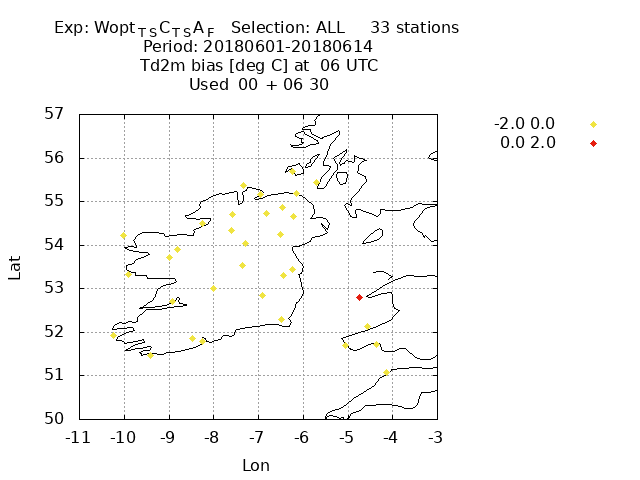 Exp: Wopt T S C T S A F Selection: ALL 33 stations
Period: 20180601-20180614
Td2m bias [deg C] at 06 UTC
Used 00 + 06 30
-2.0 0.0
0.0 2.0
57
56
55
54
53
52
51
50
Lat
-11 -10 -9 -8 -7 -6 -5 -4 -3
Lon